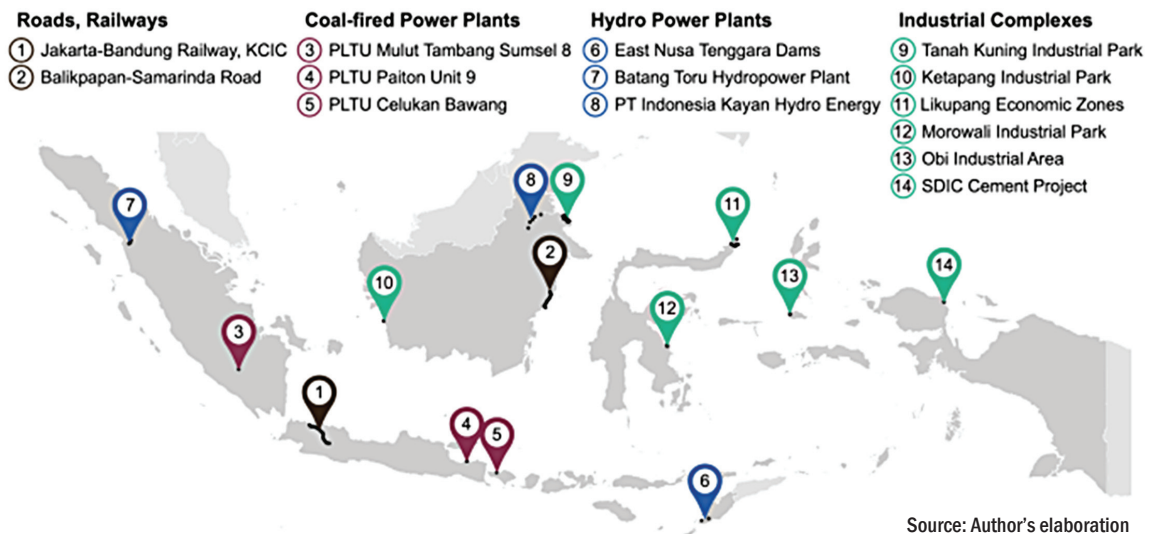 Roads, Railways
1 Jakarta-Bandung Railway, KCIC
2 Balikpapan-Samarinda Road
Coal-fired Power Plants
3 PLTU Mulut Tambang Sumsel 8
4 PLTU Paiton Unit 9
5 PLTU Celukan Bawang
Hydro Power Plants
6 East Nusa Tenggara Dams
7 Batang Toru Hydropower Plant
8 PT Indonesia Kayan Hydro Energy
Industrial Complexes
9 Tanah Kuning Industrial Park
10 Ketapang Industrial Park
11 Likupang Economic Zones
12 Morowali Industrial Park
13 Obi Industrial Area
14 SDIC Cement Project
8
9
7
11
2
14
13
10
12
3
1
4
5
6
Source: Author's elaboration